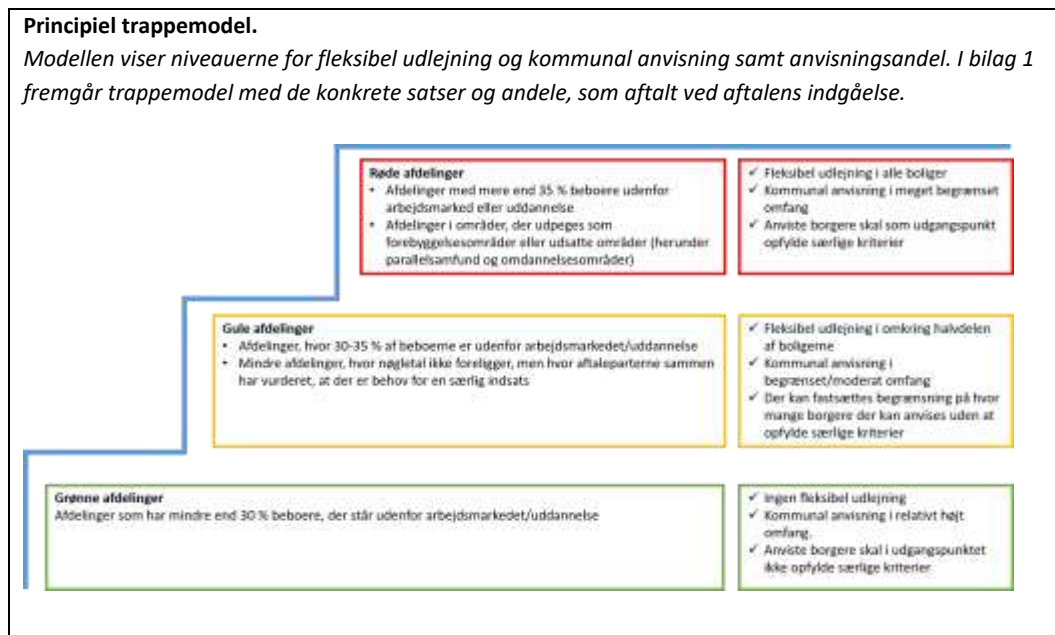 Principiel trappemodel.
Modellen viser niveauerne for fleksibel udlejning og kommunal anvisning samt anvisningsandel. I bilag 1
fremgår trappemodel med de konkrete satser og andele, som aftalt ved aftalens indgåelse.
Røde afdelinger
• Afdelinger med mere end 35 % beboere udenfor
arbejdsmarked eller uddannelse
• Afdelinger i områder, der udpeges som
forebyggelsesområder eller udsatte områder (herunder
parallelsamfund og omdannelsesområder)
✓ Fleksibel udlejning i alle boliger
✓ Kommunal anvisning i meget begrænset
omfang
✓ Anviste borgere skal som udgangspunkt
opfylde særlige kriterier
Gule afdelinger
• Afdelinger, hvor 30-35 % af beboerne er udenfor arbejdsmarkedet/uddannelse
• Mindre afdelinger, hvor nøgletal ikke foreligger, men hvor aftaleparterne sammen
har vurderet, at der er behov for en særlig indsats
✓ Fleksibel udlejning i omkring halvdelen
af boligerne
✓ Kommunal anvisning i
begrænset/moderat omfang
✓ Der kan fastsættes begrænsning på hvor
mange borgere der kan anvises uden at
opfylde særlige kriterier
Grønne afdelinger
Afdelinger som har mindre end 30 % beboere, der står udenfor arbejdsmarkedet/uddannelse
✓ Ingen fleksibel udlejning
✓ Kommunal anvisning i relativt højt
omfang.
✓ Anviste borgere skal i udgangspunktet
ikke opfylde særlige kriterier